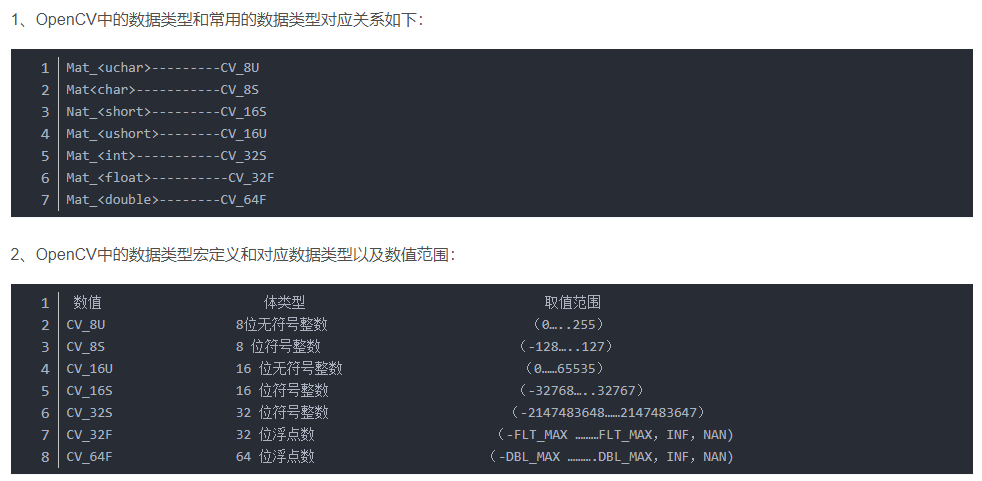 1、OpenCV中的数据类型和常用的数据类型对应关系如下：
1 Mat_<uchar>---------CV_8U
2 Mat<char>-----------CV_8S
3 Nat_<short>---------CV_16S
4 Mat_<ushort>--------CV_16U
5 Mat_<int>-----------CV_32S
6 Mat_<float>----------CV_32F
7 Mat_<double>--------CV_64F
2、OpenCV中的数据类型宏定义和对应数据类型以及数值范围：
1 数值 体类型 取值范围
2 CV_8U 8位无符号整数 （0…..255）
3 CV_8S 8 位符号整数 （-128…..127）
4 CV_16U 16 位无符号整数 （0……65535）
5 CV_16S 16 位符号整数 （-32768…..32767）
6 CV_32S 32 位符号整数 （-2147483648……2147483647）
7 CV_32F 32 位浮点数 （-FLT_MAX ………FLT_MAX，INF，NAN)
8 CV_64F 64 位浮点数 （-DBL_MAX ……….DBL_MAX，INF，NAN)